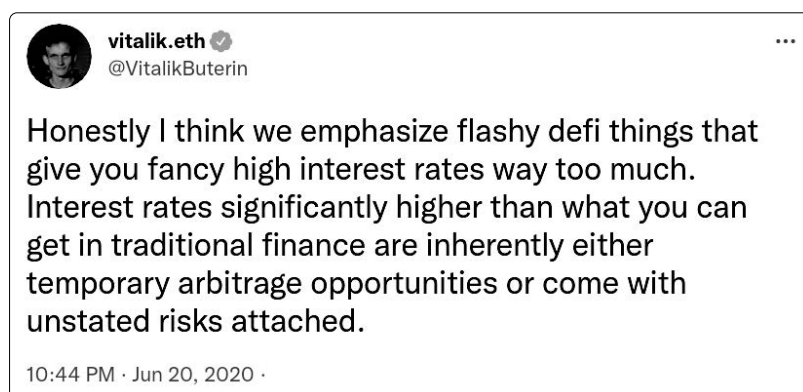 vitalik.eth
@VitalikButerin
Honestly I think we emphasize flashy defi things that
give you fancy high interest rates way too much.
Interest rates significantly higher than what you can
get in traditional finance are inherently either
temporary arbitrage opportunities or come with
unstated risks attached.
10:44 PM · Jun 20, 2020 ·